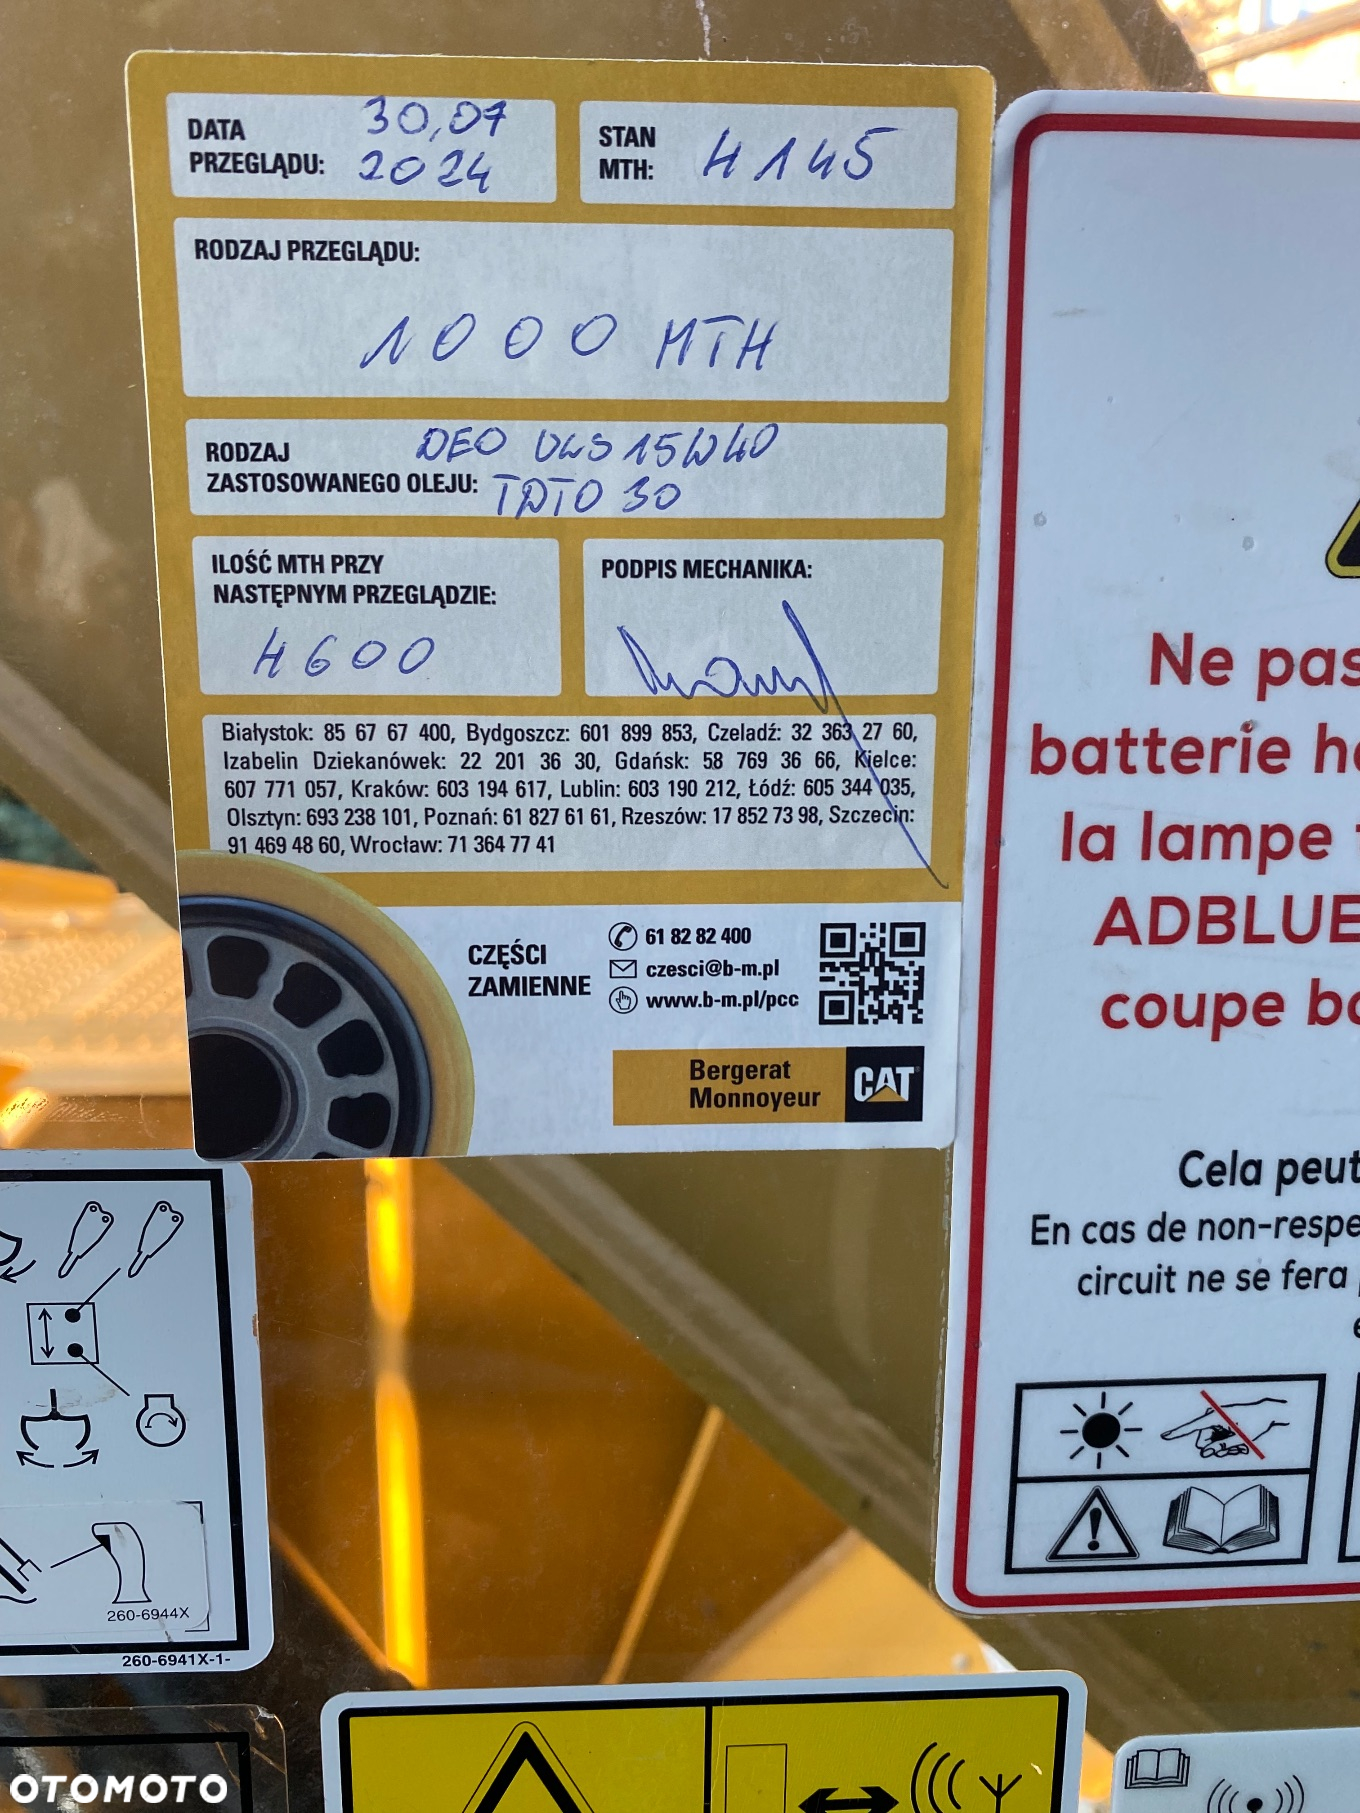 DATA
PRZEGLĄDU:
30,07
2024
STAN
MTH:
4145
RODZAJ PRZEGLĄDU:
1000 MTH
RODZAJ
ZASTOSOWANEGO OLEJU:
DEO ULS 15W40
TDTO 30
ILOŚĆ MTH PRZY
NASTĘPNYM PRZEGLĄDZIE:
4600
PODPIS MECHANIKA:
Białystok: 85 67 67 400, Bydgoszcz: 601 899 853, Czeladź: 32 363 27 60,
Izabelin Dziekanówek: 22 201 36 30, Gdańsk: 58 769 36 66, Kielce:
607 771 057, Kraków: 603 194 617, Lublin: 603 190 212, Łódź: 605 344 035,
Olsztyn: 693 238 101, Poznań: 61 827 61 61, Rzeszów: 17 852 73 98, Szczecin:
91 469 48 60, Wrocław: 71 364 77 41
CZĘŚCI
ZAMIENNE
61 82 82 400
czesci@b-m.pl
www.b-m.pl/pcc
Bergerat
Monnoyeur
CAT
Ne pas
batterie
la lampe
ADBLUE
coupe
Cela peut
En cas de non-respe
circuit ne se fera
260-6944X
260-6941X-1-
OTOMOTO